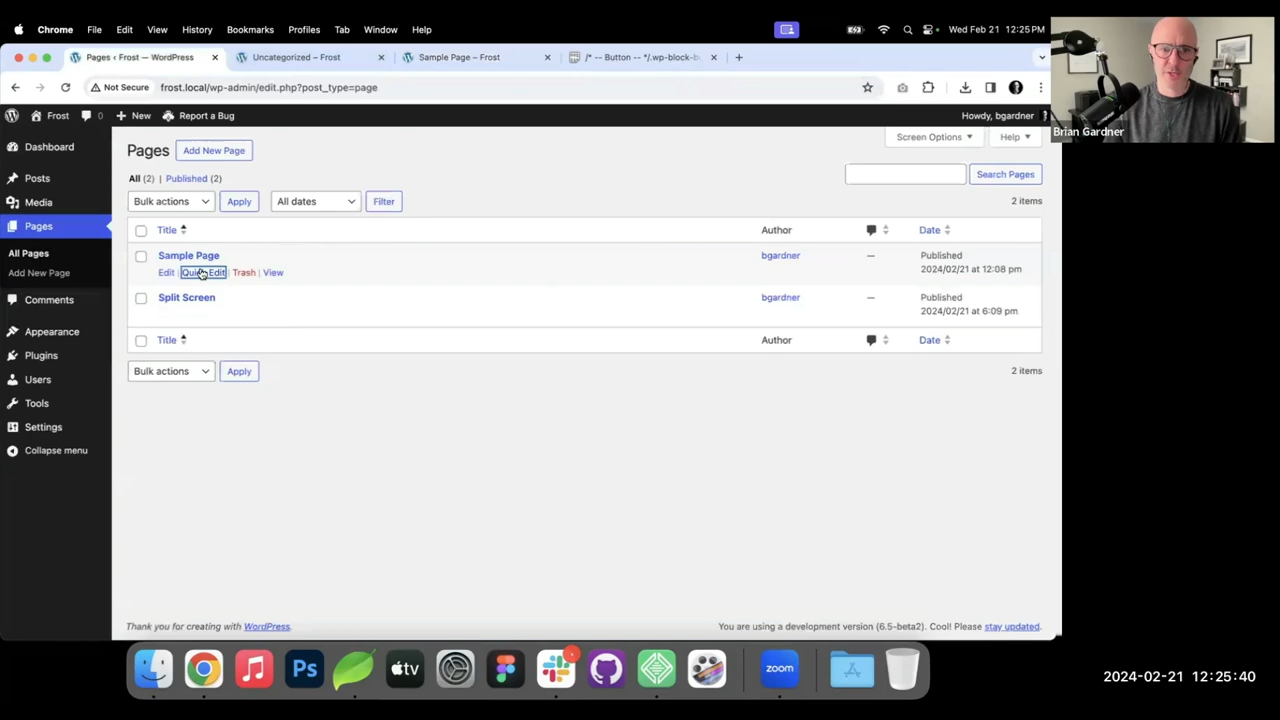 Chrome File Edit View History Bookmarks Profiles Tab Window Help Wed Feb 21 12:25 PM
Pages ‹ Frost — WordPress Uncategorized – Frost Sample Page – Frost /* -- Button -- */.wp-block-b
Not Secure frost.local/wp-admin/edit.php?post_type=page
Brian Gardner
Frost 0 New Report a Bug Howdy, bgardner
Dashboard
Posts
Media
Pages
All Pages
Add New Page
Comments
Appearance
Plugins
Users
Tools
Settings
Collapse menu
Screen Options Help
Pages Add New Page
All (2) | Published (2)
Search Pages
Bulk actions Apply All dates Filter 2 items
Title Author Date
Sample Page bgardner — Published
2024/02/21 at 12:08 pm
Edit | Quick Edit | Trash | View
Split Screen bgardner — Published
2024/02/21 at 6:09 pm
Title Author Date
Bulk actions Apply 2 items
Thank you for creating with WordPress. You are using a development version (6.5-beta2). Cool! Please stay updated.
Ps tv zoom
2024-02-21 12:25:40